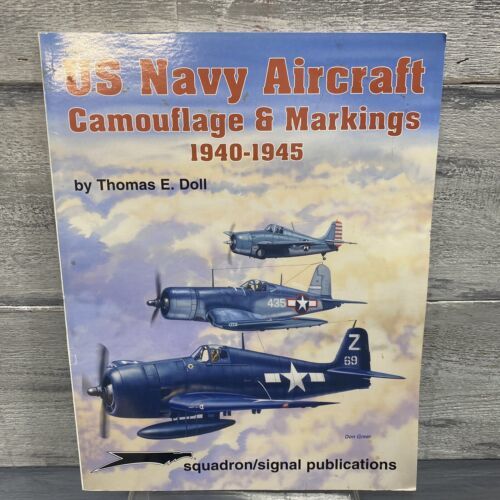 US Navy Aircraft
Camouflage & Markings
1940-1945
by Thomas E. Doll
435
Z
69
Don Greer
squadron/signal publications